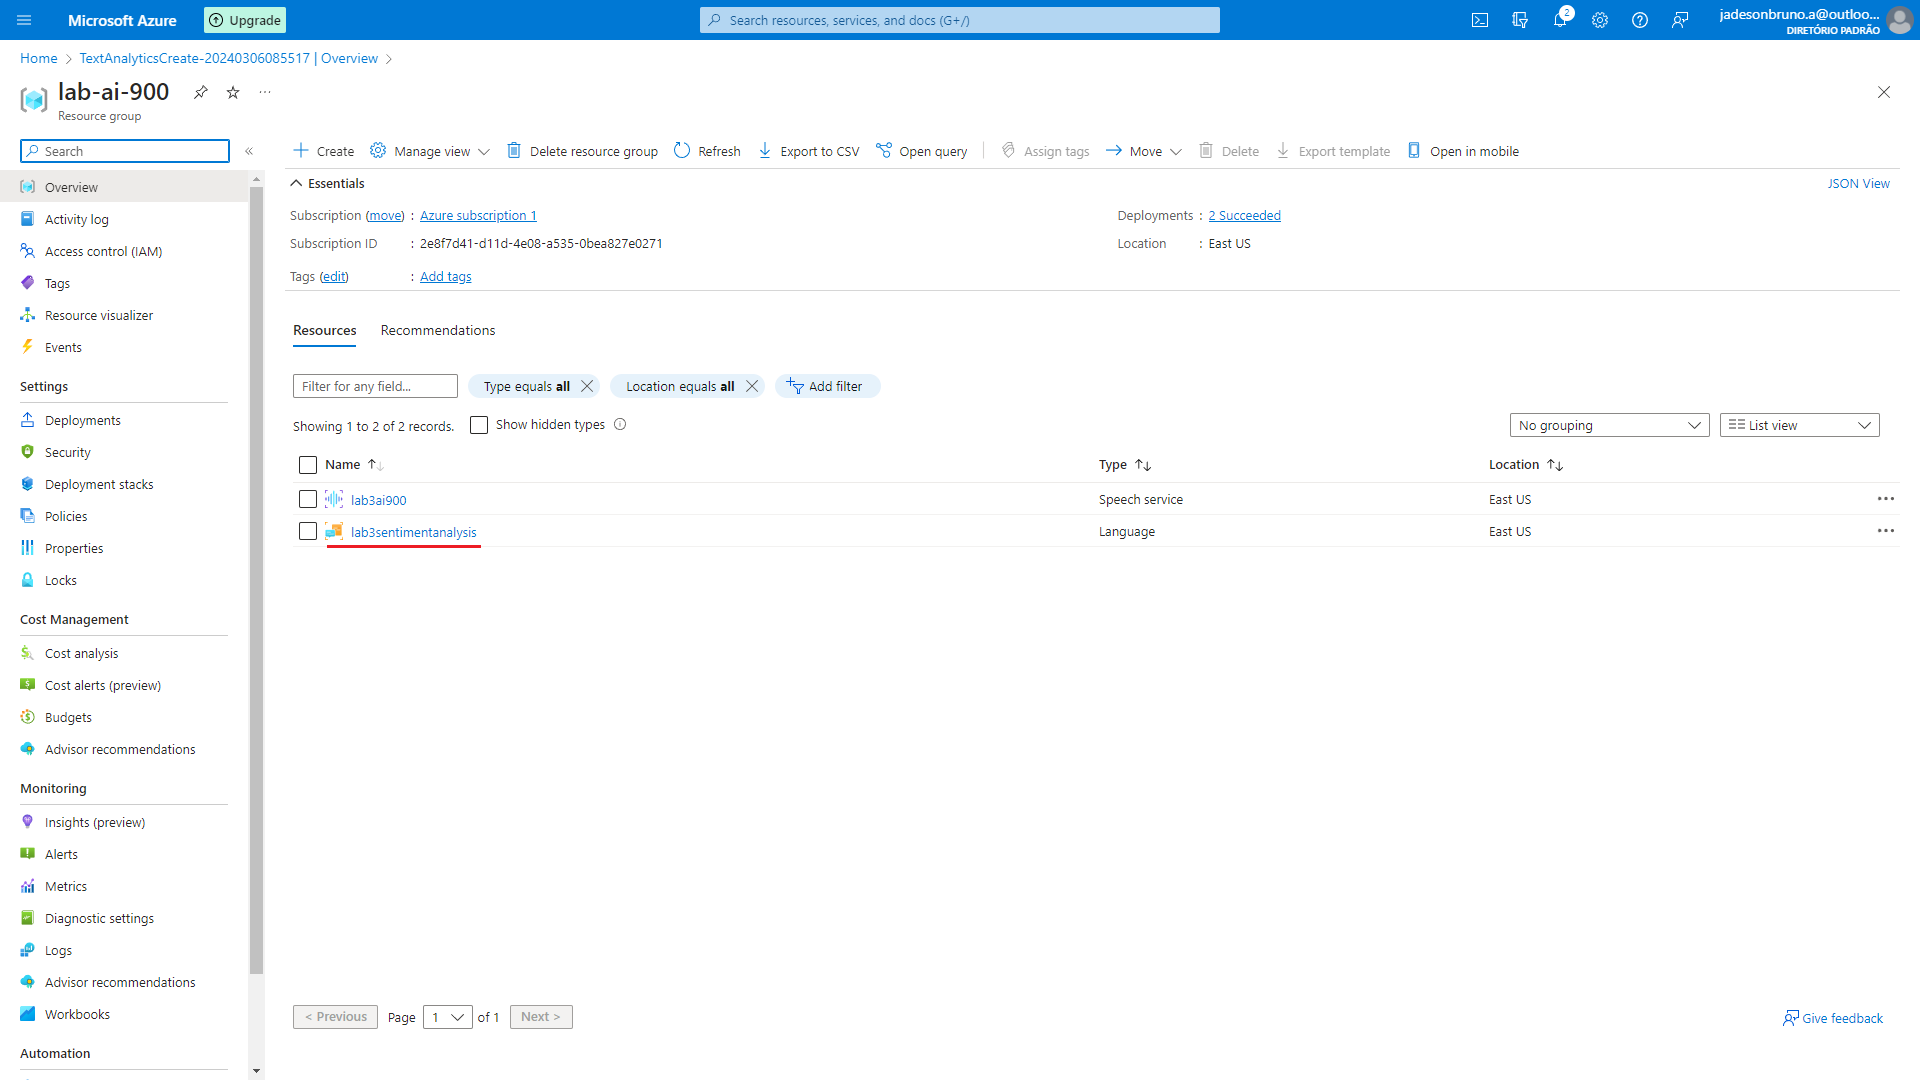 Microsoft Azure
Upgrade
Search resources, services, and docs (G+/)
2
jadesonbruno.a@outloo...
DIRETÓRIO PADRÃO
Home > TextAnalyticsCreate-20240306085517 | Overview >
lab-ai-900
Resource group
Search
Create
Manage view
Delete resource group
Refresh
Export to CSV
Open query
Assign tags
Move
Delete
Export template
Open in mobile
Overview
Activity log
Access control (IAM)
Tags
Resource visualizer
Events
Settings
Deployments
Security
Deployment stacks
Policies
Properties
Locks
Cost Management
Cost analysis
Cost alerts (preview)
Budgets
Advisor recommendations
Monitoring
Insights (preview)
Alerts
Metrics
Diagnostic settings
Logs
Advisor recommendations
Workbooks
Automation
Essentials
JSON View
Subscription (move) : Azure subscription 1
Subscription ID : 2e8f7d41-d11d-4e08-a535-0bea827e0271
Tags (edit) : Add tags
Deployments : 2 Succeeded
Location : East US
Resources
Recommendations
Filter for any field...
Type equals all
Location equals all
Add filter
Showing 1 to 2 of 2 records.
Show hidden types
No grouping
List view
Name Type Location
lab3ai900 Speech service East US
lab3sentimentanalysis Language East US
< Previous Page 1 of 1 Next >
Give feedback